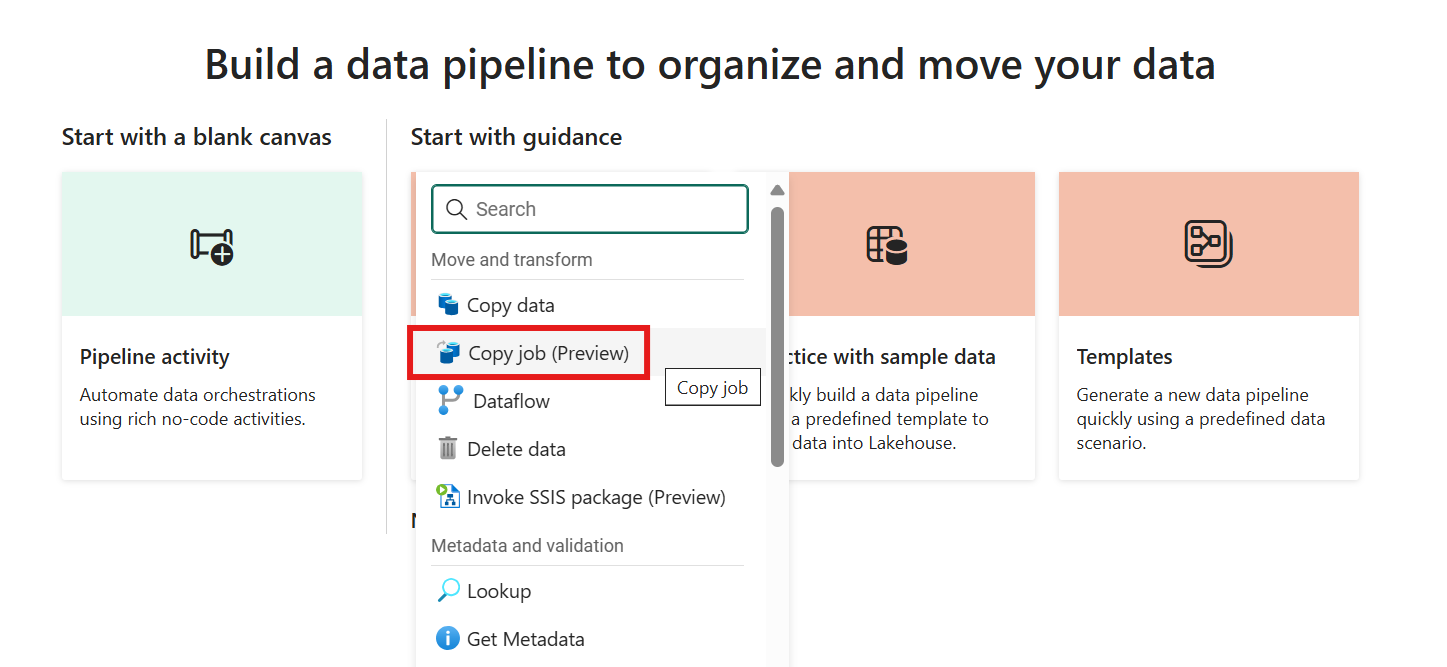 Build a data pipeline to organize and move your data
Start with a blank canvas
Start with guidance
Pipeline activity
Automate data orchestrations
using rich no-code activities.
Search
Move and transform
Copy data
Copy job (Preview)
Copy job
Dataflow
Delete data
Invoke SSIS package (Preview)
Metadata and validation
Lookup
Get Metadata
with sample data
build a data pipeline
a predefined template to
data into Lakehouse.
Templates
Generate a new data pipeline
quickly using a predefined data
scenario.